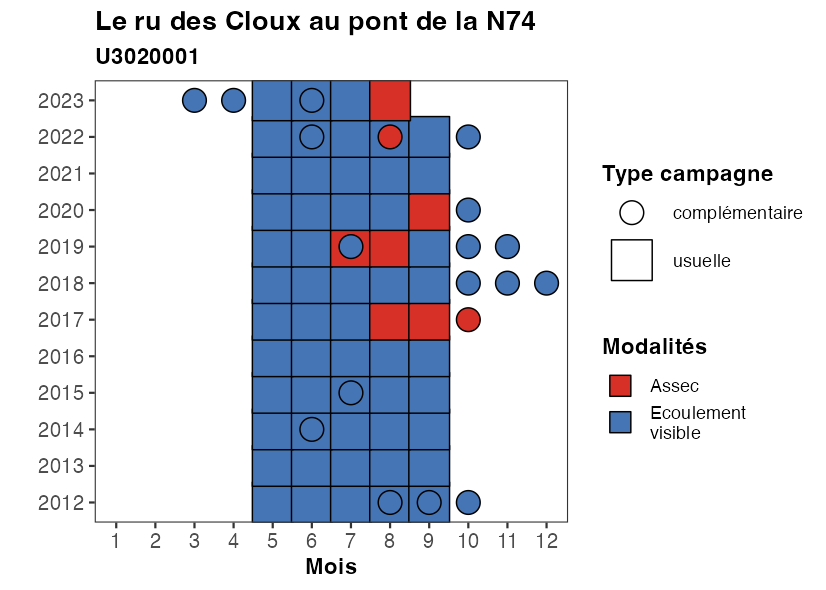 Le ru des Cloux au pont de la N74
U3020001
2023
2022
2021
2020
2019
2018
2017
2016
2015
2014
2013
2012
1 2 3 4 5 6 7 8 9 10 11 12
Mois
Type campagne
complémentaire
usuelle
Modalités
Assec
Ecoulement
visible